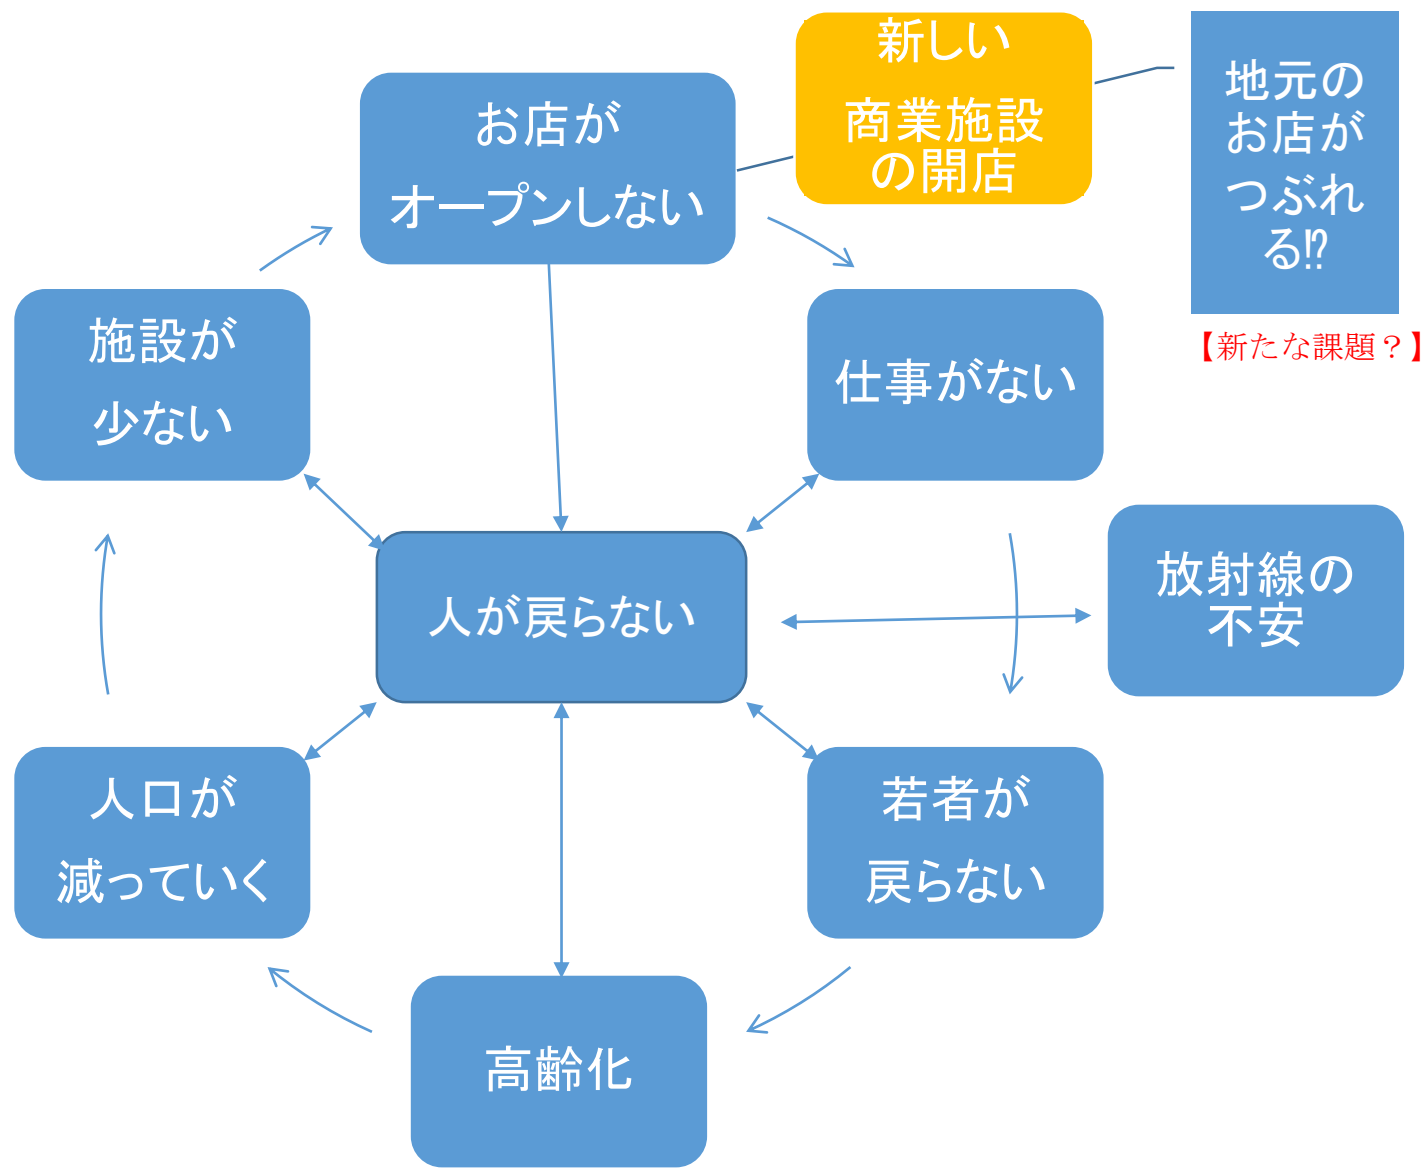 新しい
商業施設
の開店
地元の
お店が
つぶれ
る⁉
【新たな課題？】
お店が
オープンしない
施設が
少ない
仕事がない
人が戻らない
放射線の
不安
人口が
減っていく
若者が
戻らない
高齢化